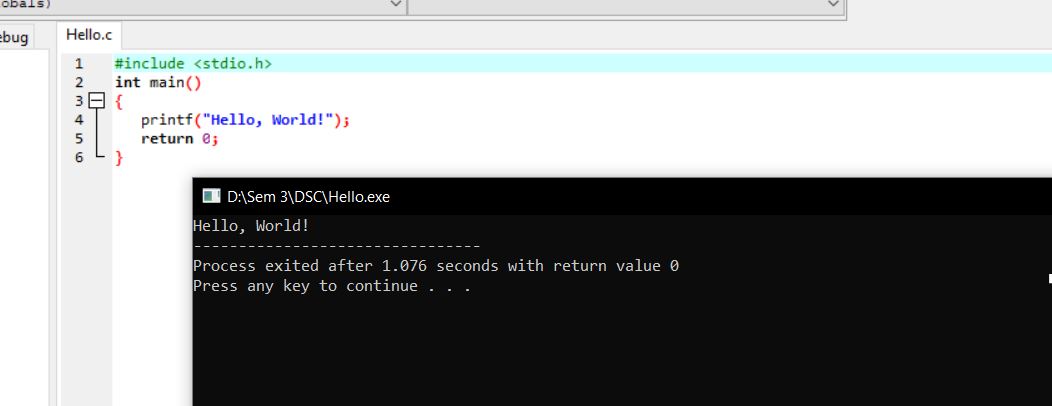 obals)
ebug
Hello.c
1 #include <stdio.h>
2 int main()
3 {
4 printf("Hello, World!");
5 return 0;
6 }
D:\Sem 3\DSC\Hello.exe
Hello, World!
--------------------------------
Process exited after 1.076 seconds with return value 0
Press any key to continue . . .